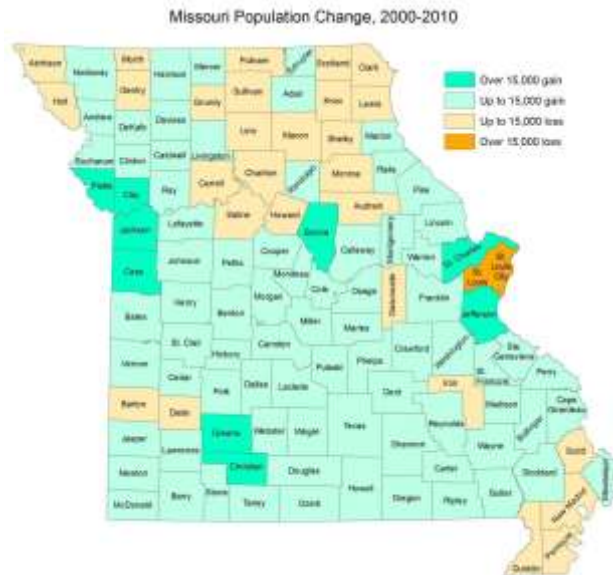 Missouri Population Change, 2000-2010
Over 15,000 gain
Up to 15,000 gain
Up to 15,000 loss
Over 15,000 loss
Atchison
Nodaway
Worth
Harrison
Mercer
Putnam
Schuyler
Scotland
Clark
Holt
Gentry
Grundy
Sullivan
Adair
Knox
Lewis
Andrew
DeKalb
Daviess
Livingston
Linn
Macon
Shelby
Marion
Buchanan
Clinton
Caldwell
Carroll
Chariton
Randolph
Monroe
Ralls
Pike
Platte
Clay
Ray
Saline
Howard
Boone
Audrain
Montgomery
Lincoln
Jackson
Lafayette
Cooper
Callaway
Warren
St. Charles
St. Louis
St. Louis City
Cass
Johnson
Pettis
Moniteau
Cole
Osage
Gasconade
Franklin
Jefferson
Bates
Henry
Benton
Morgan
Miller
Maries
Vernon
St. Clair
Hickory
Camden
Pulaski
Phelps
Crawford
Washington
St. Francois
Ste. Genevieve
Perry
Barton
Cedar
Polk
Dallas
Laclede
Texas
Dent
Iron
Reynolds
Madison
Bollinger
Cape Girardeau
Jasper
Dade
Greene
Webster
Wright
Shannon
Wayne
Scott
Newton
Lawrence
Christian
Douglas
Howell
Carter
Stoddard
McDonald
Barry
Stone
Taney
Ozark
Oregon
Ripley
Butler
New Madrid
Pemiscot
Dunklin